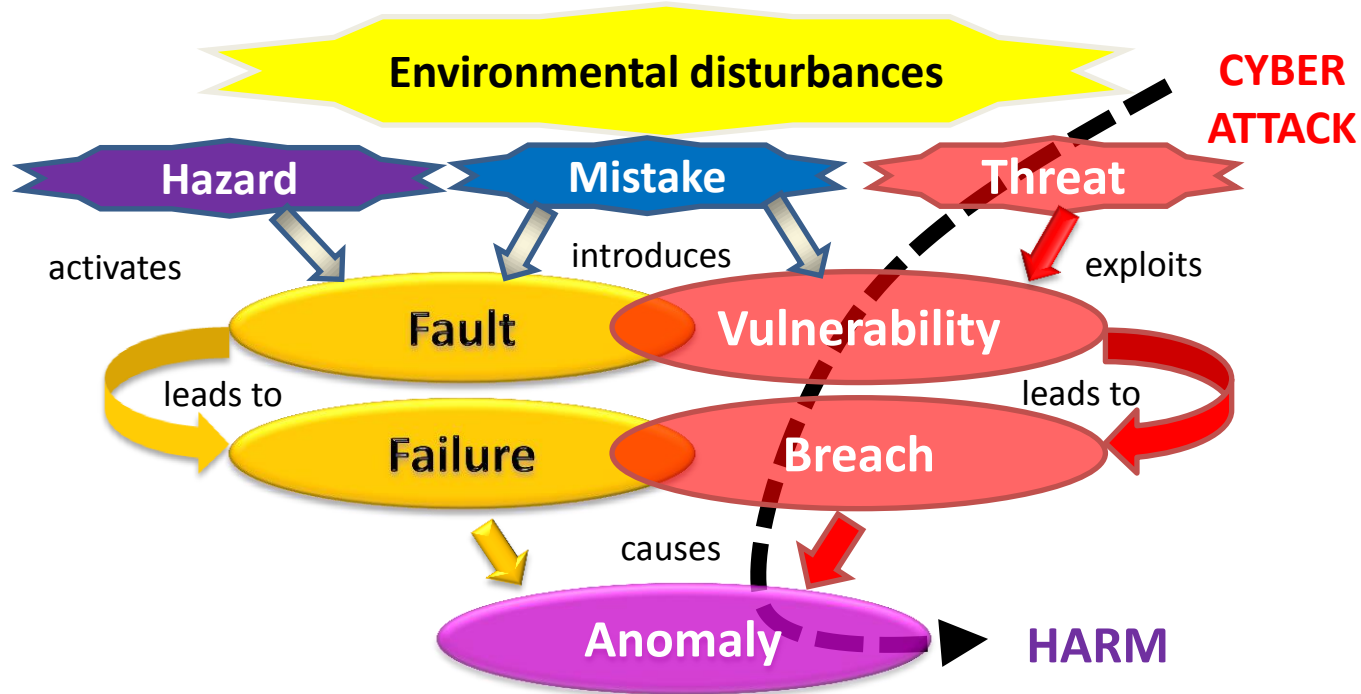 Environmental disturbances
CYBER
ATTACK
Hazard
Mistake
Threat
activates
introduces
exploits
Fault
Vulnerability
leads to
leads to
Failure
Breach
causes
Anomaly
HARM